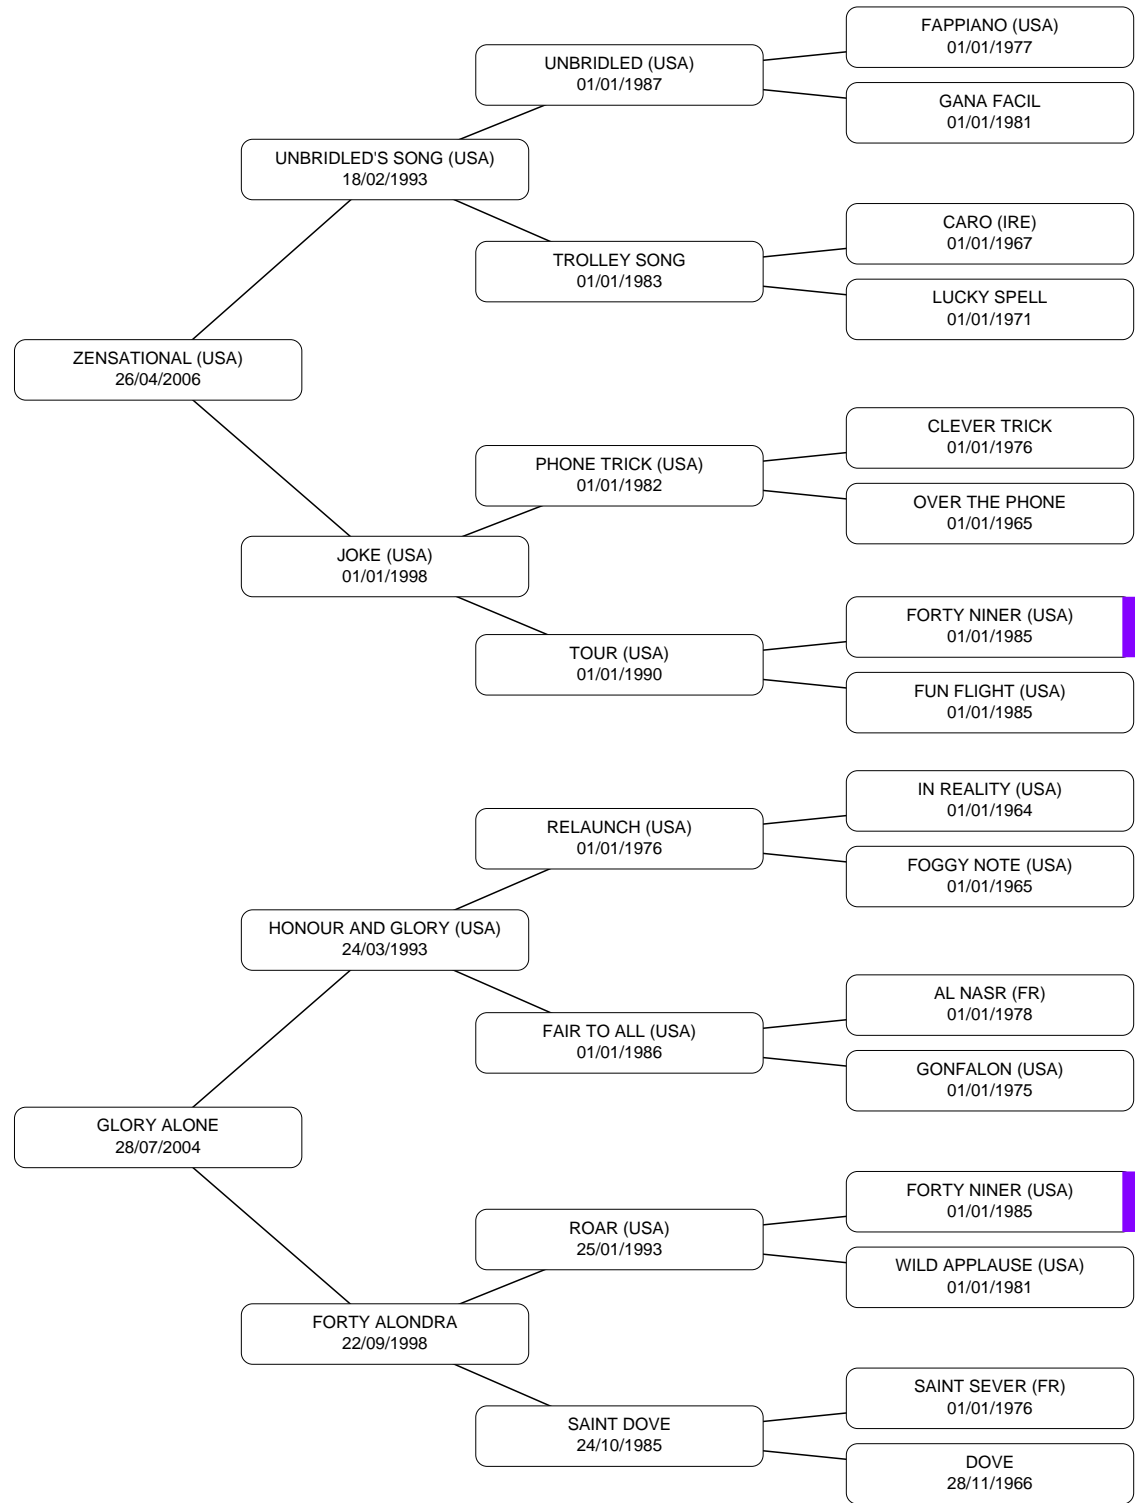 FAPPIANO (USA)
01/01/1977
UNBRIDLED (USA)
01/01/1987
GANA FACIL
01/01/1981
UNBRIDLED'S SONG (USA)
18/02/1993
CARO (IRE)
01/01/1967
TROLLEY SONG
01/01/1983
LUCKY SPELL
01/01/1971
ZENSATIONAL (USA)
26/04/2006
CLEVER TRICK
01/01/1976
PHONE TRICK (USA)
01/01/1982
OVER THE PHONE
01/01/1965
JOKE (USA)
01/01/1998
FORTY NINER (USA)
01/01/1985
TOUR (USA)
01/01/1990
FUN FLIGHT (USA)
01/01/1985
IN REALITY (USA)
01/01/1964
RELAUNCH (USA)
01/01/1976
FOGGY NOTE (USA)
01/01/1965
HONOUR AND GLORY (USA)
24/03/1993
AL NASR (FR)
01/01/1978
FAIR TO ALL (USA)
01/01/1986
GONFALON (USA)
01/01/1975
GLORY ALONE
28/07/2004
FORTY NINER (USA)
01/01/1985
ROAR (USA)
25/01/1993
WILD APPLAUSE (USA)
01/01/1981
FORTY ALONDRA
22/09/1998
SAINT SEVER (FR)
01/01/1976
SAINT DOVE
24/10/1985
DOVE
28/11/1966